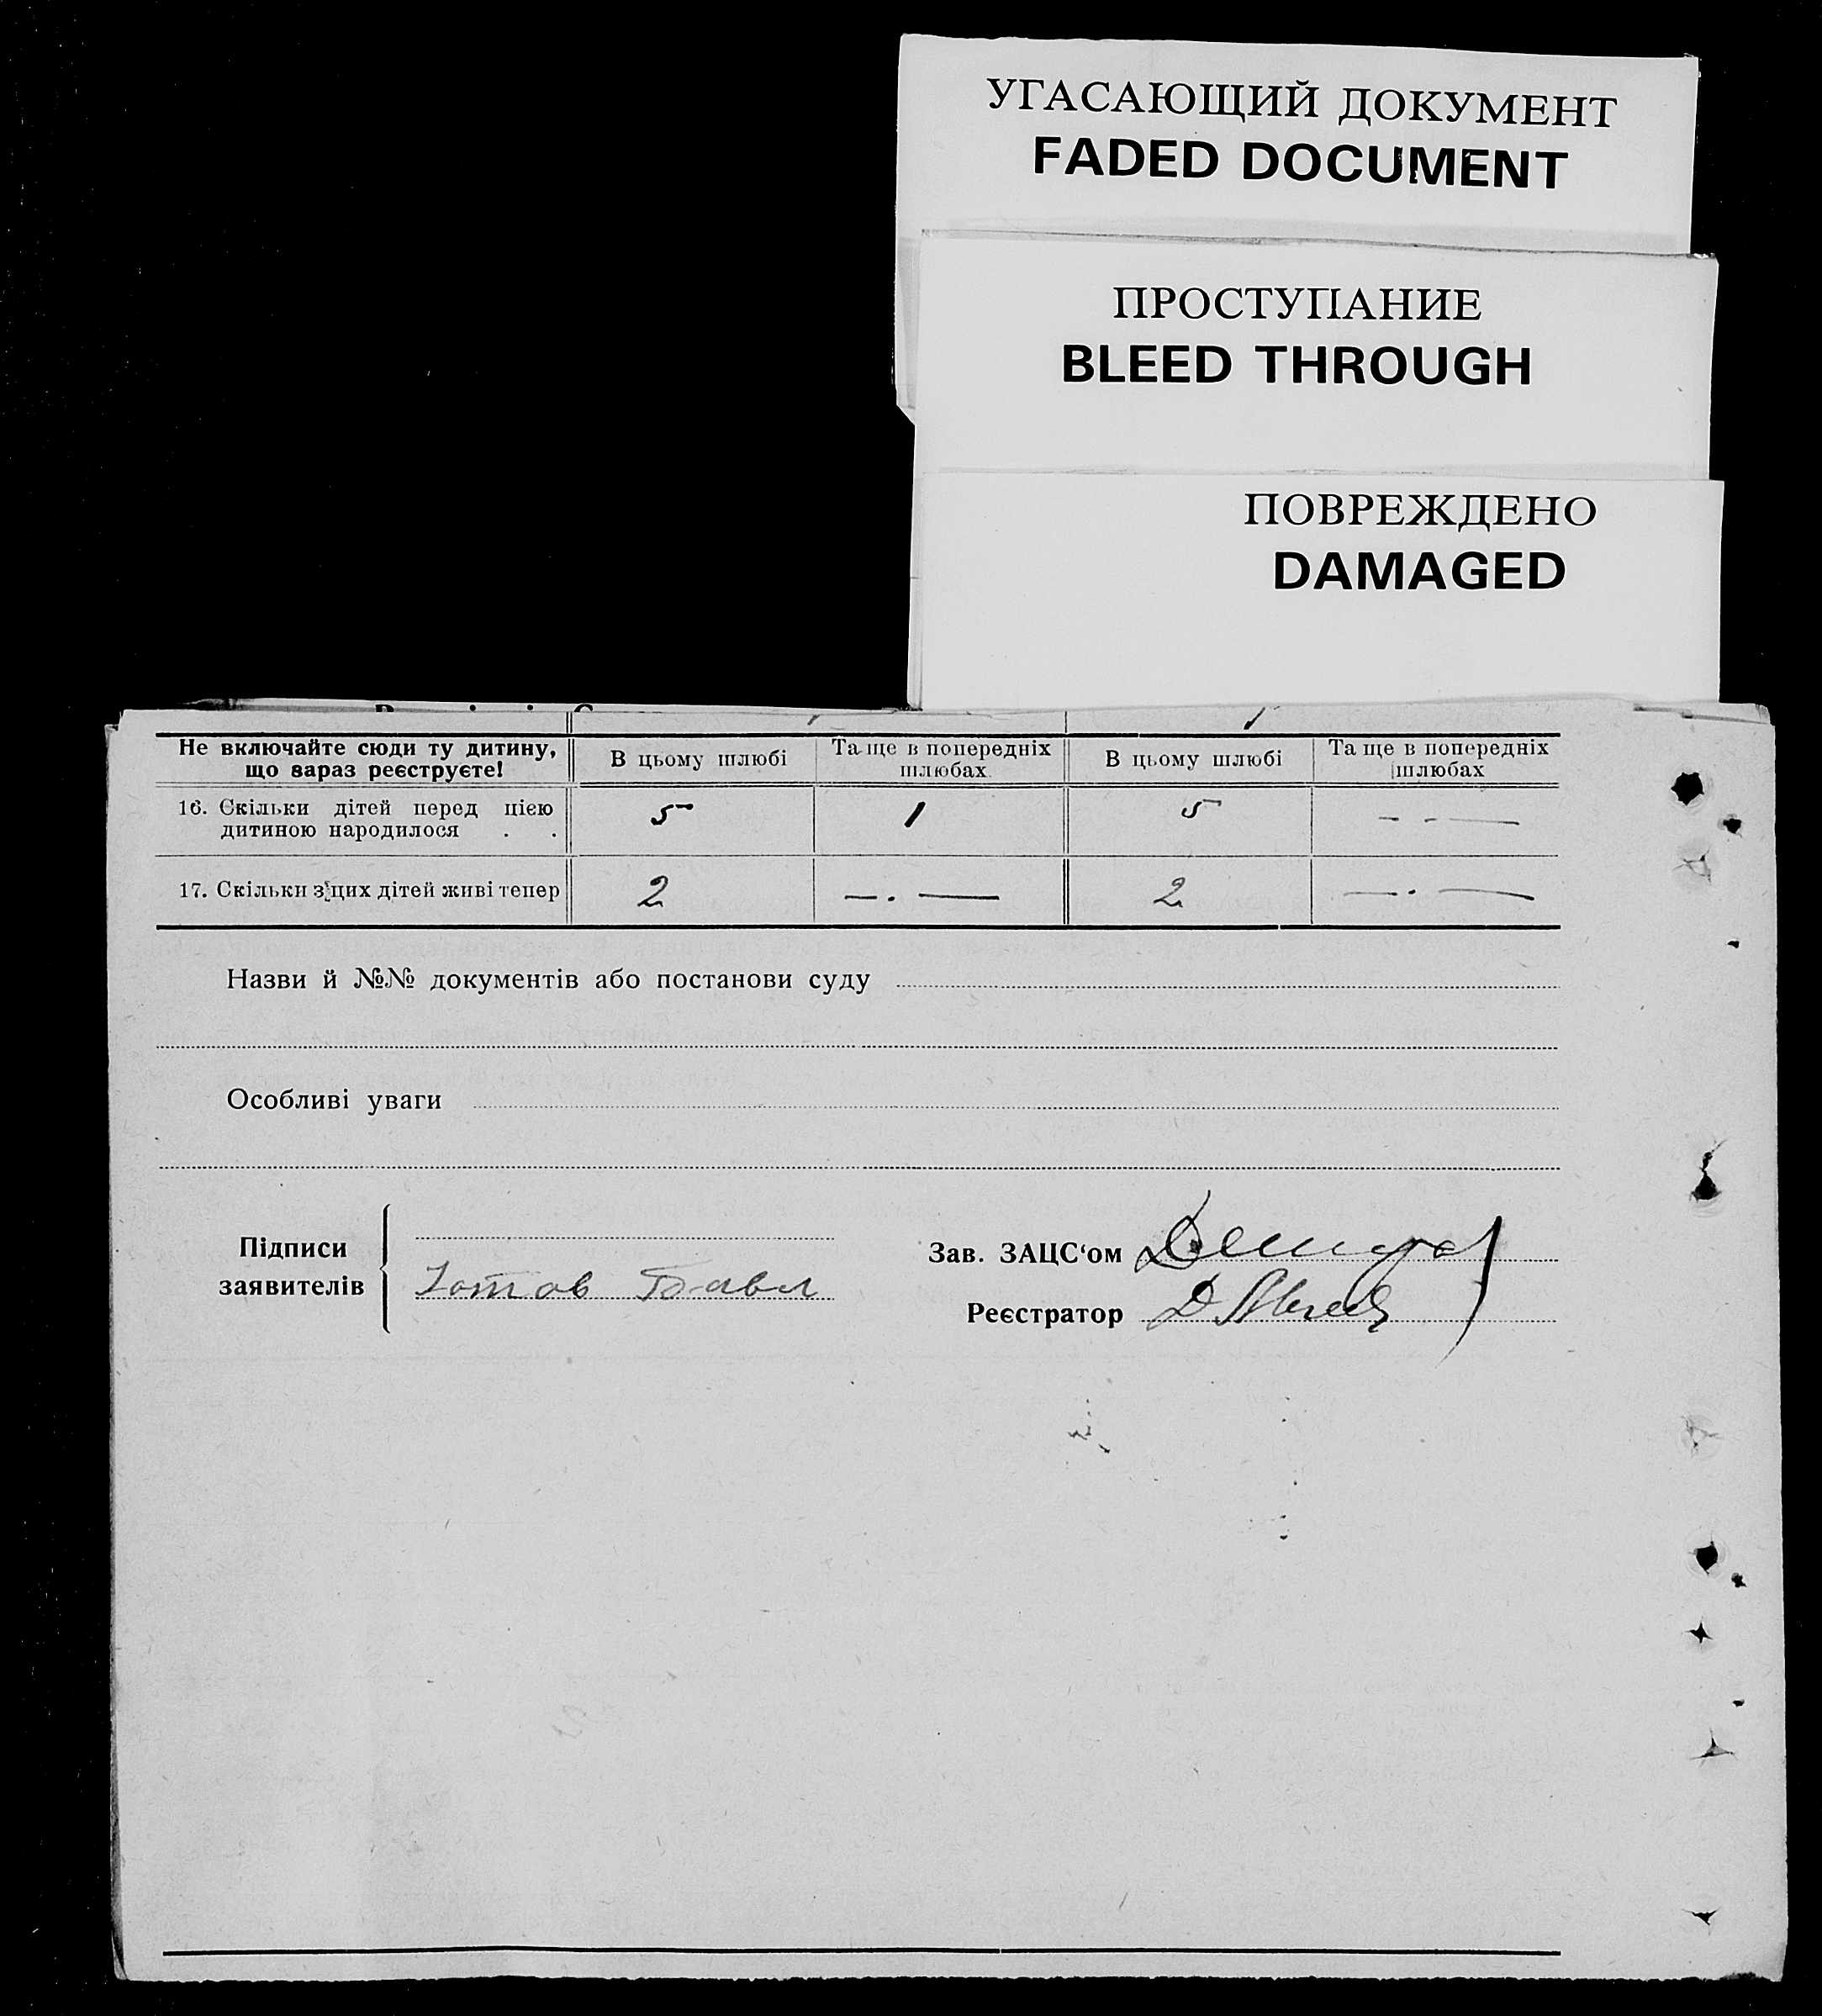 УГАСАЮЩИЙ ДОКУМЕНТ
FADED DOCUMENT
ПРОСТУПАНИЕ
BLEED THROUGH
ПОВРЕЖДЕНО
DAMAGED
Не включайте сюди ту дитину, що вараз реєструєте!
В цьому шлюбі
Та ще в попередніх шлюбах
В цьому шлюбі
Та ще в попередніх шлюбах
16. Скільки дітей перед цією дитиною народилося . . 5 1 5 — · —
17. Скільки з цих дітей живі тепер 2 — · — 2 — · —
Назви й №№ документів або постанови суду
Особливі уваги
Підписи заявителів
Зав. ЗАЦС‘ом
Реєстратор